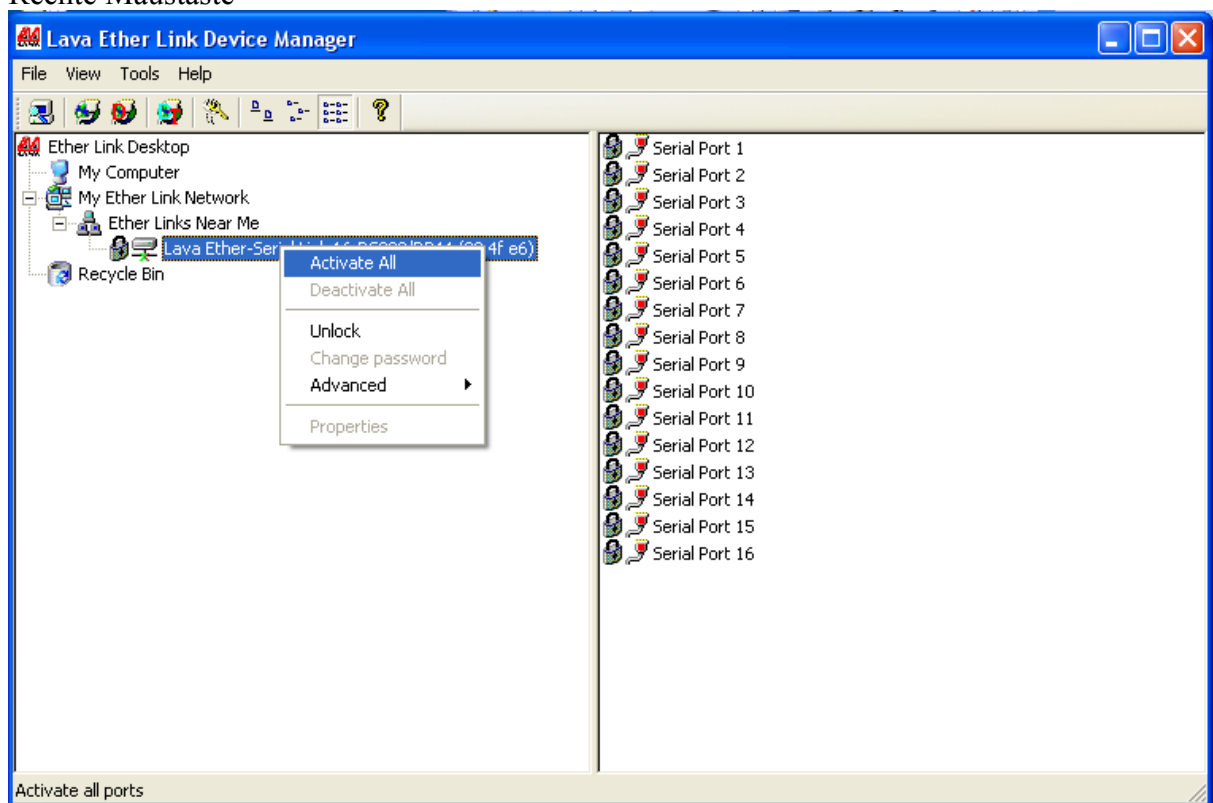 Rechte Maustaste
Lava Ether Link Device Manager
File View Tools Help
Ether Link Desktop
My Computer
My Ether Link Network
Ether Links Near Me
Lava Ether-Ser 4f e6)
Recycle Bin
Activate All
Deactivate All
Unlock
Change password
Advanced
Properties
Serial Port 1
Serial Port 2
Serial Port 3
Serial Port 4
Serial Port 5
Serial Port 6
Serial Port 7
Serial Port 8
Serial Port 9
Serial Port 10
Serial Port 11
Serial Port 12
Serial Port 13
Serial Port 14
Serial Port 15
Serial Port 16
Activate all ports